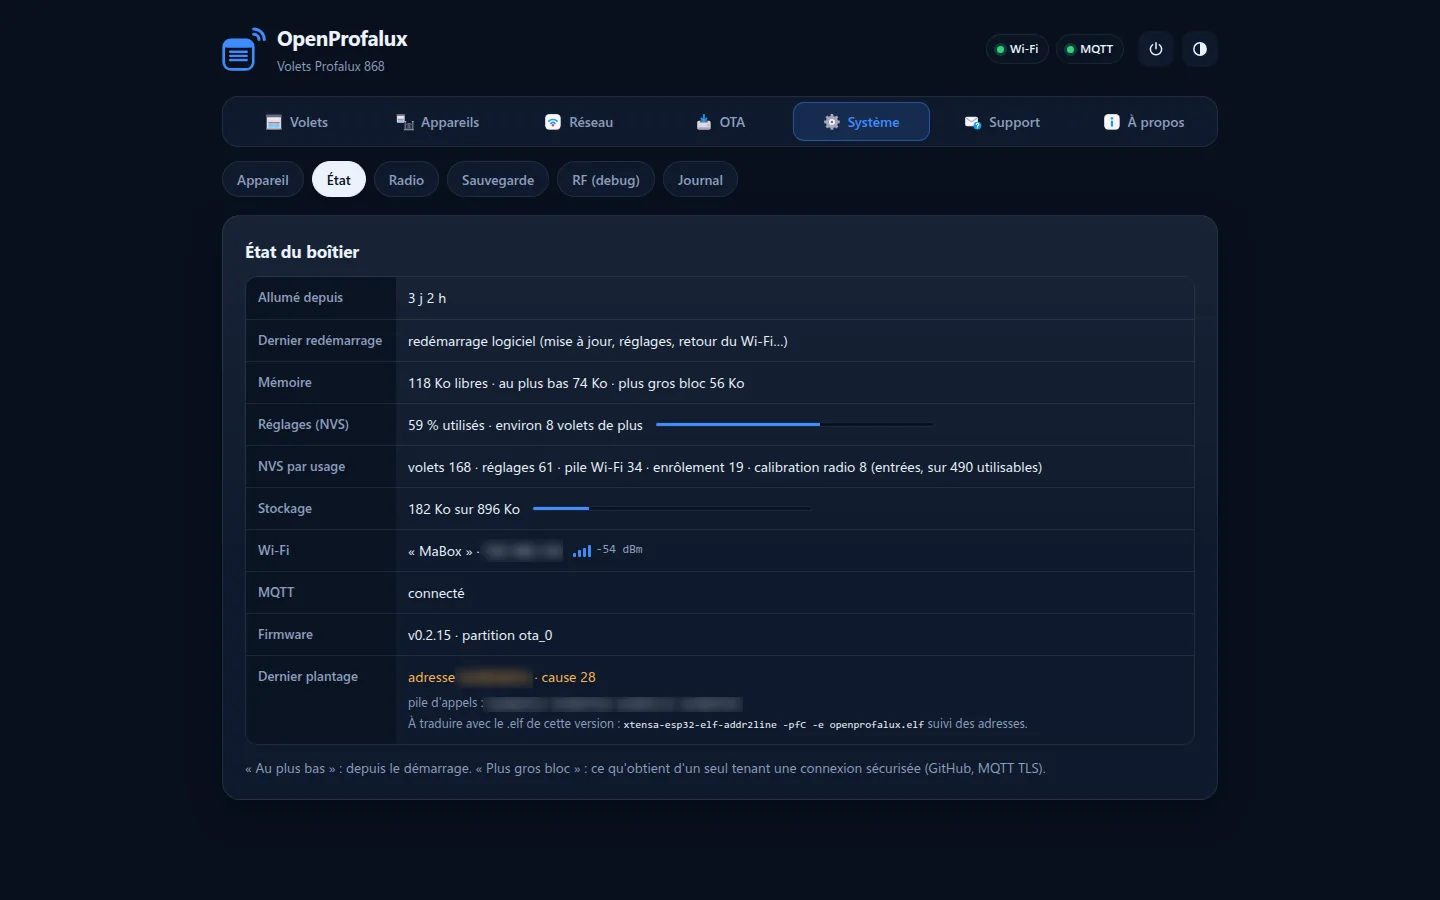 OpenProfalux
Volets Profalux 868
Wi-Fi
MQTT
Volets
Appareils
Réseau
OTA
Système
Support
À propos
Appareil
État
Radio
Sauvegarde
RF (debug)
Journal
État du boîtier
Allumé depuis
3 j 2 h
Dernier redémarrage
redémarrage logiciel (mise à jour, réglages, retour du Wi-Fi…)
Mémoire
118 Ko libres · au plus bas 74 Ko · plus gros bloc 56 Ko
Réglages (NVS)
59 % utilisés · environ 8 volets de plus
NVS par usage
volets 168 · réglages 61 · pile Wi-Fi 34 · enrôlement 19 · calibration radio 8 (entrées, sur 490 utilisables)
Stockage
182 Ko sur 896 Ko
Wi-Fi
« MaBox » · -54 dBm
MQTT
connecté
Firmware
v0.2.15 · partition ota_0
Dernier plantage
adresse · cause 28
pile d'appels :
À traduire avec le .elf de cette version : xtensa-esp32-elf-addr2line -pfC -e openprofalux.elf suivi des adresses.
« Au plus bas » : depuis le démarrage. « Plus gros bloc » : ce qu'obtient d'un seul tenant une connexion sécurisée (GitHub, MQTT TLS).